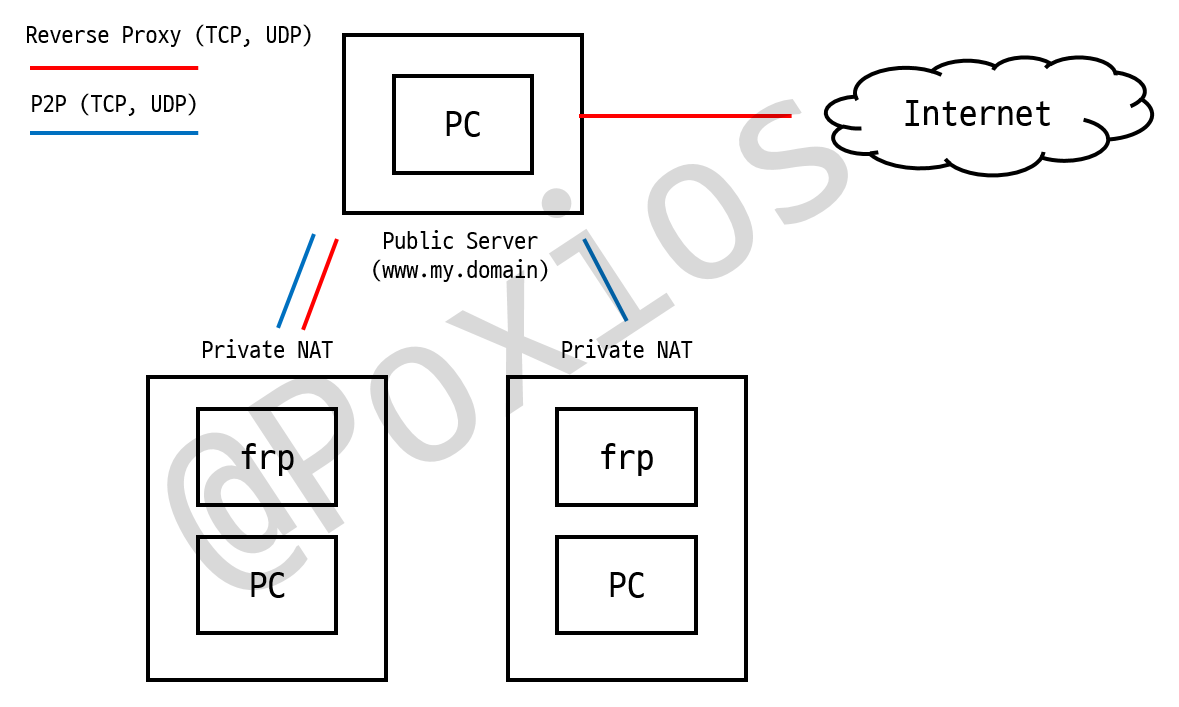 Reverse Proxy (TCP, UDP)
P2P (TCP, UDP)
PC
Internet
Public Server
(www.my.domain)
Private NAT
Private NAT
frp
frp
PC
PC
@Poxios